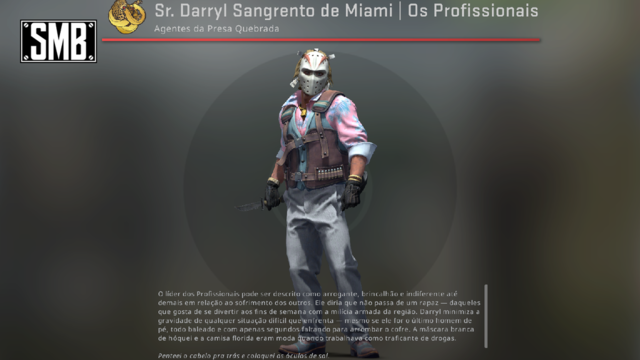 Sr. Darryl Sangrento de Miami | Os Profissionais
Agentes da Presa Quebrada
SMB
O líder dos Profissionais pode ser descrito como arrogante, brincalhão e indiferente até
demais em relação ao sofrimento dos outros. Ele diria que não passa de um rapaz — daqueles
que gosta de se divertir aos fins de semana com a milícia armada da região. Darryl minimiza a
gravidade de qualquer situação difícil que enfrenta — mesmo se ele for o último homem de
pé, todo baleado e com apenas segundos faltando para arrombar o cofre. A máscara branca
de hóquei e a camisa florida eram moda quando trabalhava como traficante de drogas.
Penteei o cabelo pra trás e coloquei os óculos de sol